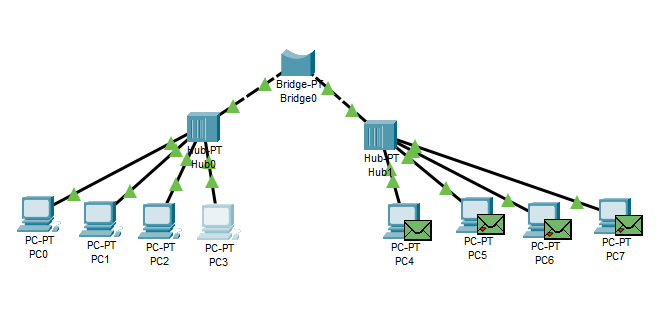 Bridge-PT
Bridge0
Hub-PT
Hub0
Hub-PT
Hub1
PC-PT
PC0
PC-PT
PC1
PC-PT
PC2
PC-PT
PC3
PC-PT
PC4
PC-PT
PC5
PC-PT
PC6
PC-PT
PC7